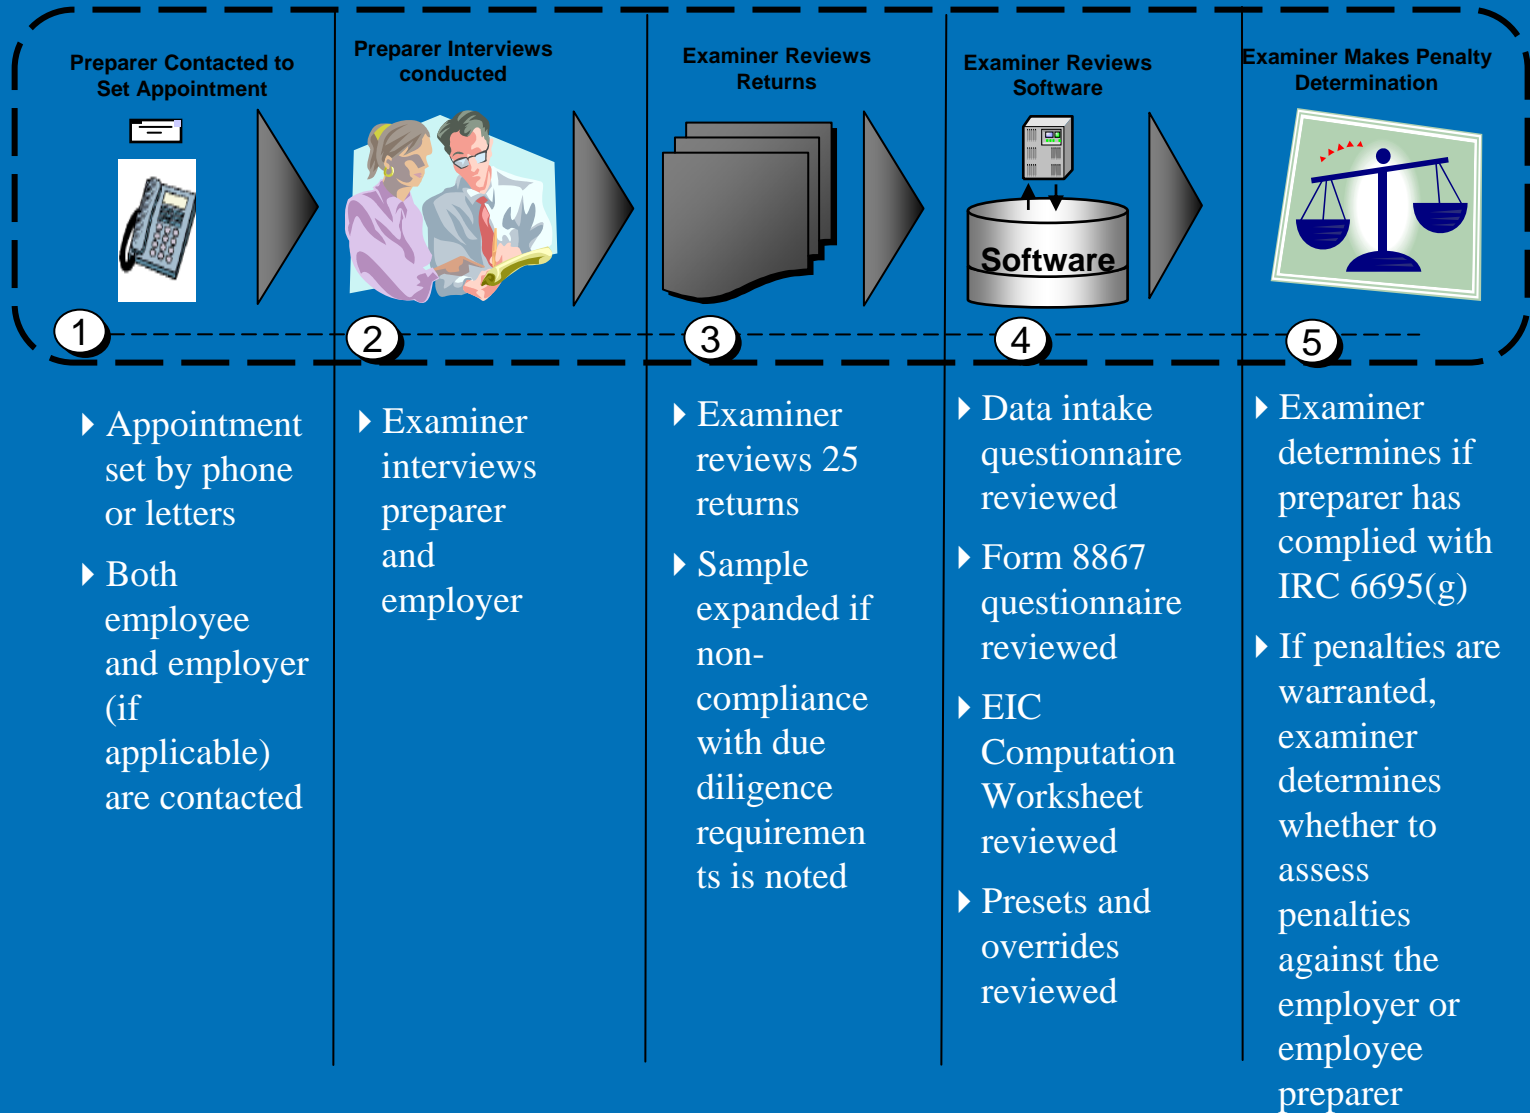 Preparer Contacted to
Set Appointment
Preparer Interviews
conducted
Examiner Reviews
Returns
Examiner Reviews
Software
Examiner Makes Penalty
Determination
Software
1
2
3
4
5
Appointment
set by phone
or letters
Both
employee
and employer
(if
applicable)
are contacted
Examiner
interviews
preparer
and
employer
Examiner
reviews 25
returns
Sample
expanded if
non-
compliance
with due
diligence
requiremen
ts is noted
Data intake
questionnaire
reviewed
Form 8867
questionnaire
reviewed
EIC
Computation
Worksheet
reviewed
Presets and
overrides
reviewed
Examiner
determines if
preparer has
complied with
IRC 6695(g)
If penalties are
warranted,
examiner
determines
whether to
assess
penalties
against the
employer or
employee
preparer